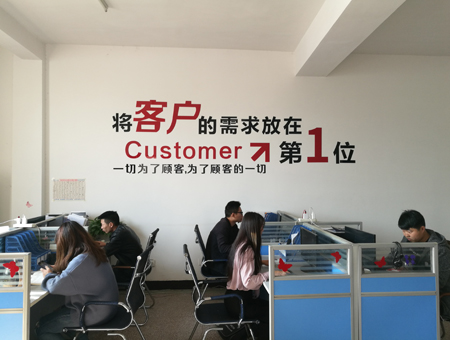 将客户的需求放在
Customer 第1位
一切为了顾客,为了顾客的一切